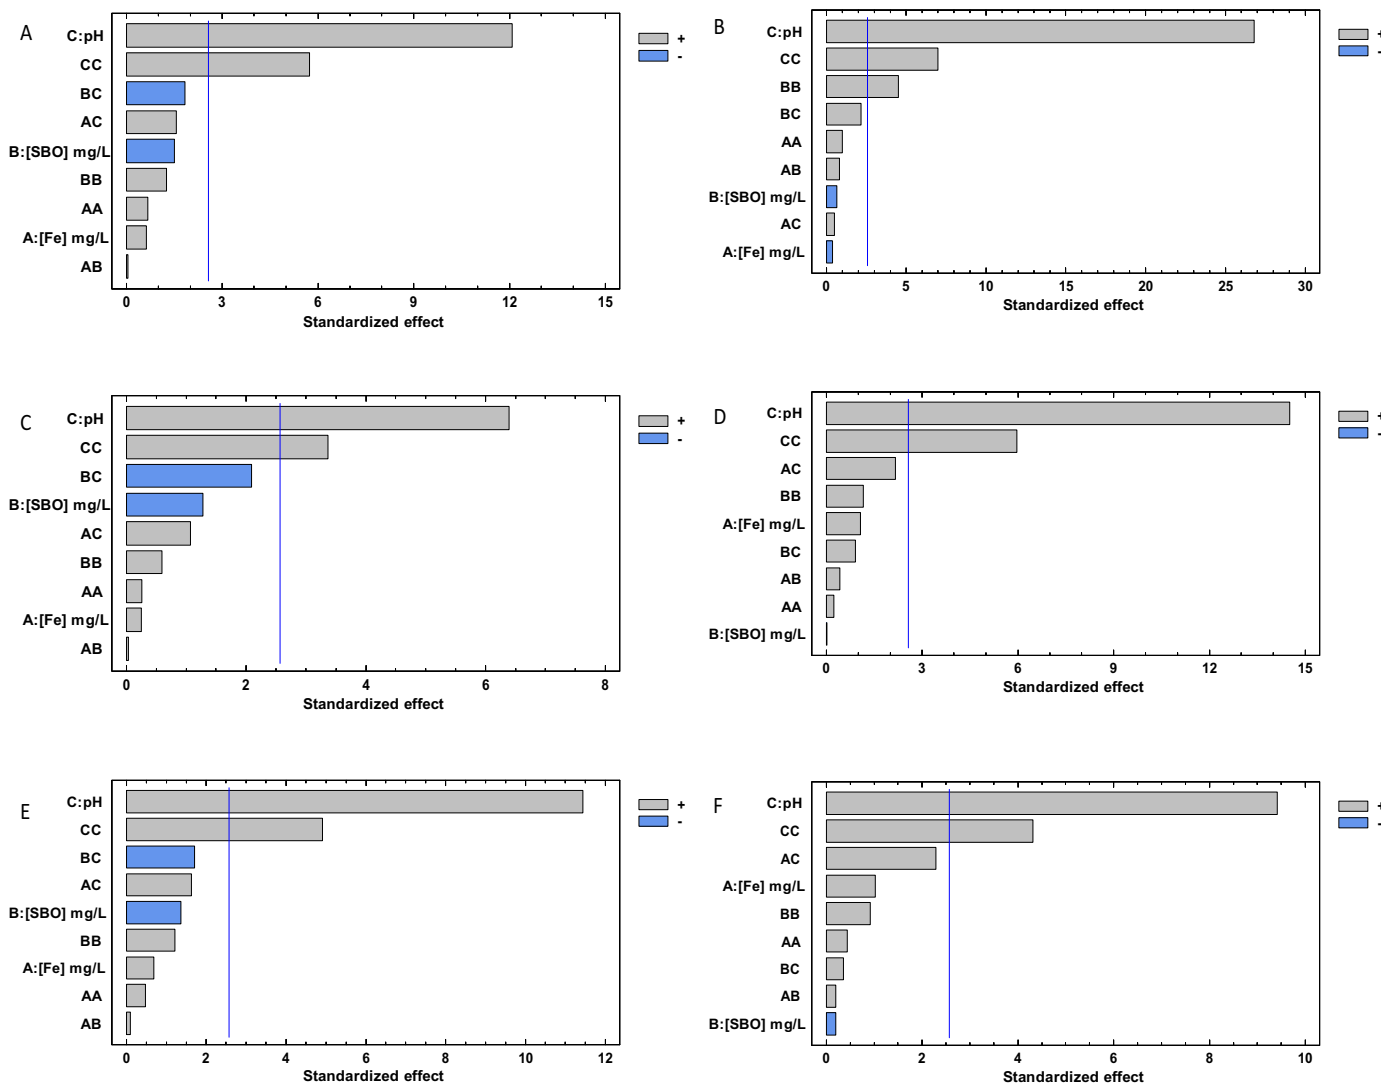 A
C:pH
CC
BC
AC
B:[SBO] mg/L
BB
AA
A:[Fe] mg/L
AB
0 3 6 9 12 15
Standardized effect
+
-
B
C:pH
CC
BB
BC
AA
AB
B:[SBO] mg/L
AC
A:[Fe] mg/L
0 5 10 15 20 25 30
Standardized effect
+
-
C
C:pH
CC
BC
B:[SBO] mg/L
AC
BB
AA
A:[Fe] mg/L
AB
0 2 4 6 8
Standardized effect
+
-
D
C:pH
CC
AC
BB
A:[Fe] mg/L
BC
AB
AA
B:[SBO] mg/L
0 3 6 9 12 15
Standardized effect
+
-
E
C:pH
CC
BC
AC
B:[SBO] mg/L
BB
A:[Fe] mg/L
AA
AB
0 2 4 6 8 10 12
Standardized effect
+
-
F
C:pH
CC
AC
A:[Fe] mg/L
BB
AA
BC
AB
B:[SBO] mg/L
0 2 4 6 8 10
Standardized effect
+
-